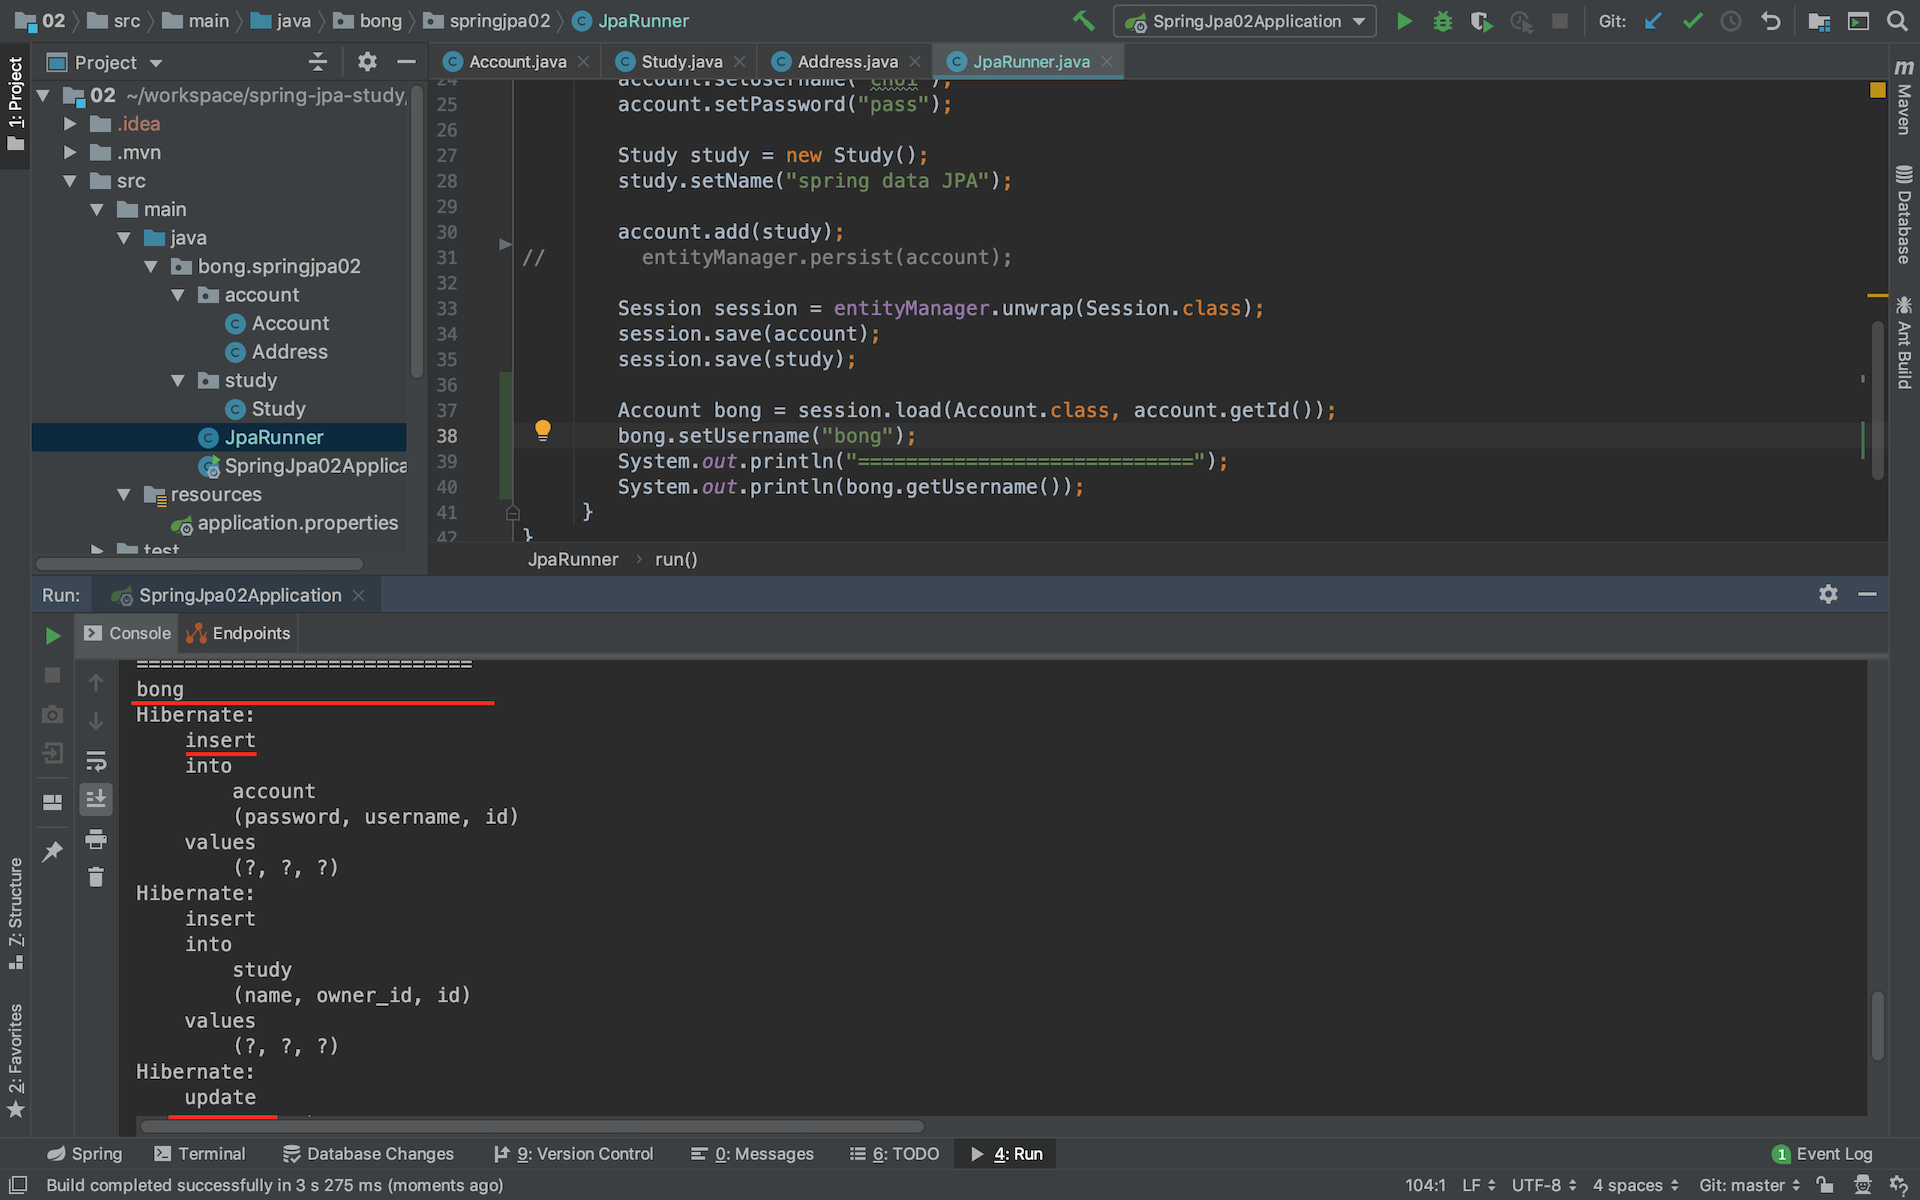 02 src main java bong springjpa02 JpaRunner SpringJpa02Application Git:
Project Account.java Study.java Address.java JpaRunner.java
1: Project
02 ~/workspace/spring-jpa-study
.idea
.mvn
src
main
java
bong.springjpa02
account
Account
Address
study
Study
JpaRunner
SpringJpa02Applica
resources
application.properties
test
24 account.setUsername("choi");
25 account.setPassword("pass");
26
27 Study study = new Study();
28 study.setName("spring data JPA");
29
30 account.add(study);
31 // entityManager.persist(account);
32
33 Session session = entityManager.unwrap(Session.class);
34 session.save(account);
35 session.save(study);
36
37 Account bong = session.load(Account.class, account.getId());
38 bong.setUsername("bong");
39 System.out.println("============================");
40 System.out.println(bong.getUsername());
41 }
42 }
JpaRunner run()
m Maven
Database
Ant Build
Run: SpringJpa02Application
Console Endpoints
============================
bong
Hibernate:
insert
into
account
(password, username, id)
values
(?, ?, ?)
Hibernate:
insert
into
study
(name, owner_id, id)
values
(?, ?, ?)
Hibernate:
update
Z: Structure
2: Favorites
Spring Terminal Database Changes 9: Version Control 0: Messages 6: TODO 4: Run 1 Event Log
Build completed successfully in 3 s 275 ms (moments ago) 104:1 LF UTF-8 4 spaces Git: master